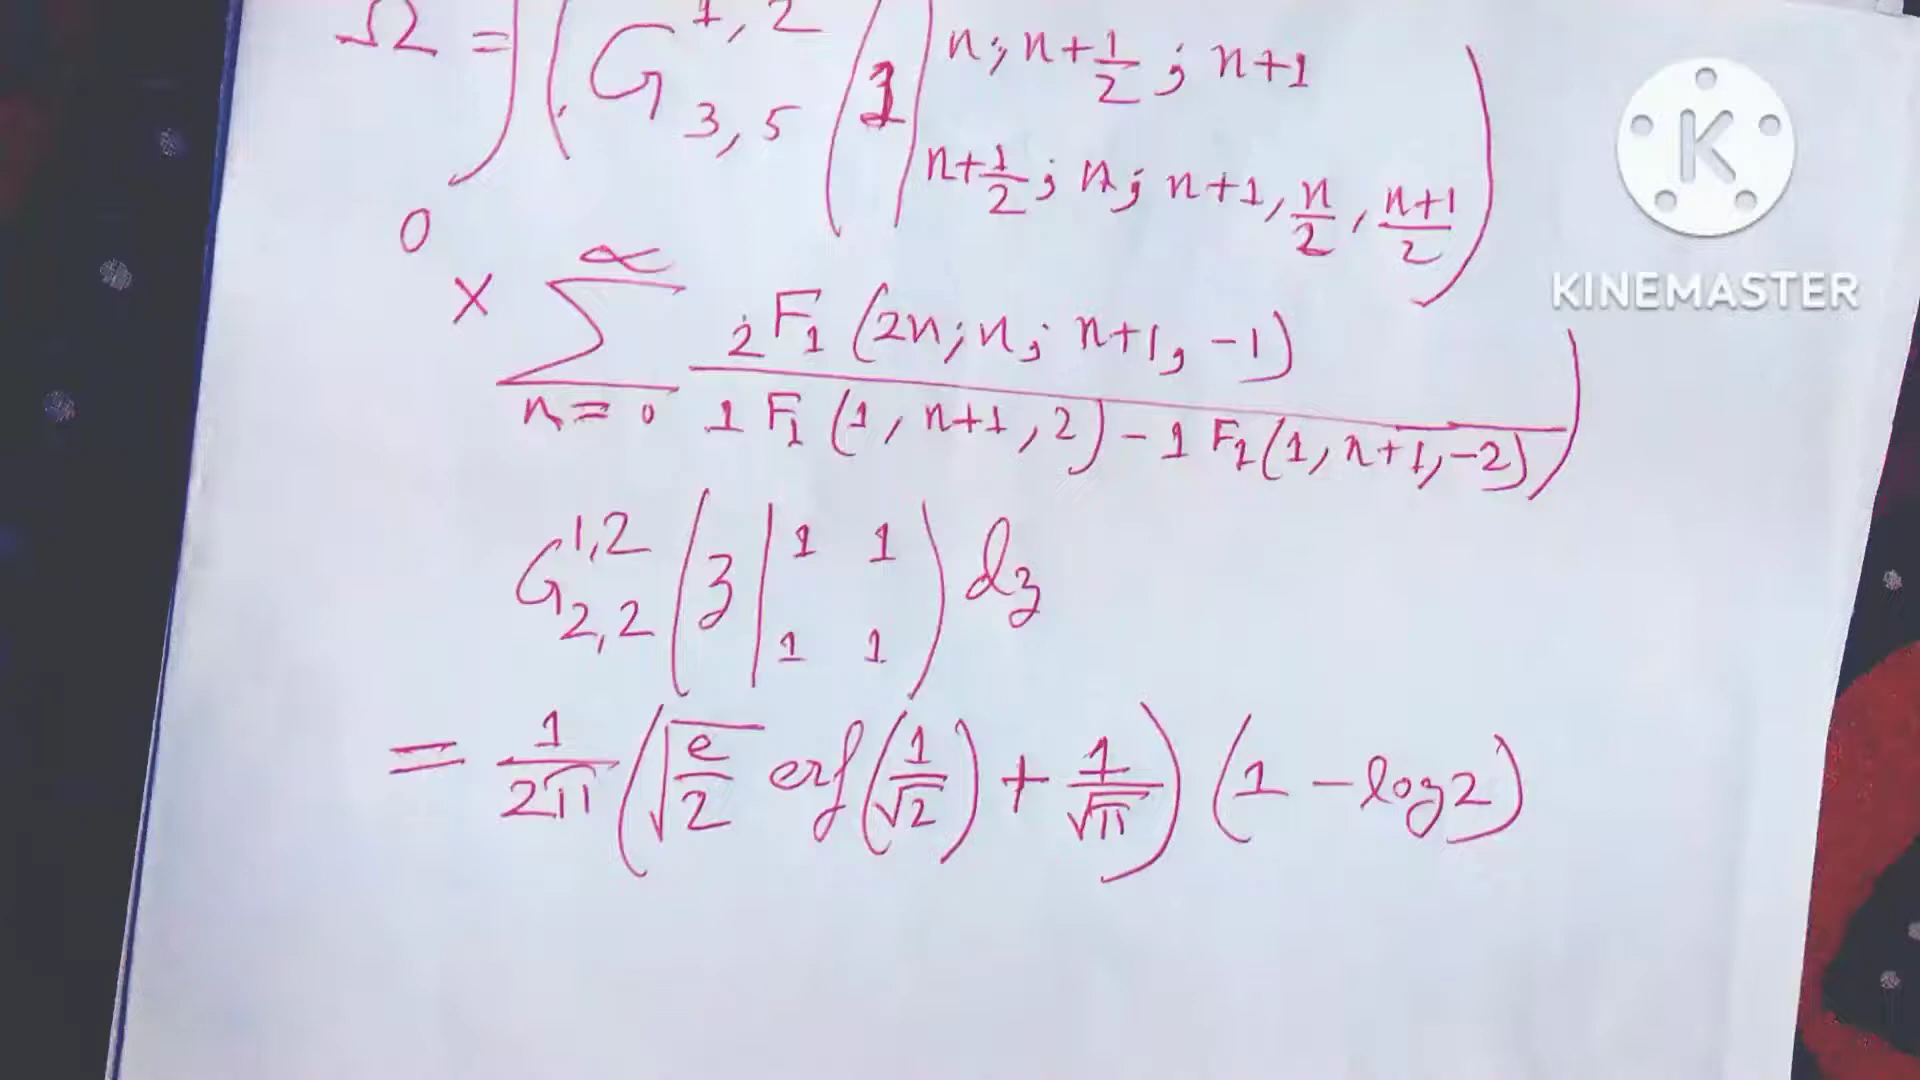 Ω = ∫ ( G 1, 2 3, 5 ( 1 | n; n+1/2 ; n+1
n+1/2 ; n; n+1, n/2 , n+1/2 )
0
× ∑ ∞ n=0 2F1 (2n; n; n+1, -1) / 1F1 (1, n+1, 2) - 1F1 (1, n+1, -2) )
G 1,2 2,2 ( z | 1 1 1 1 ) dz
= 1/2π ( √e/2 erf( 1/√2 ) + 1/√π ) ( 1 - log2 )
K
KINEMASTER